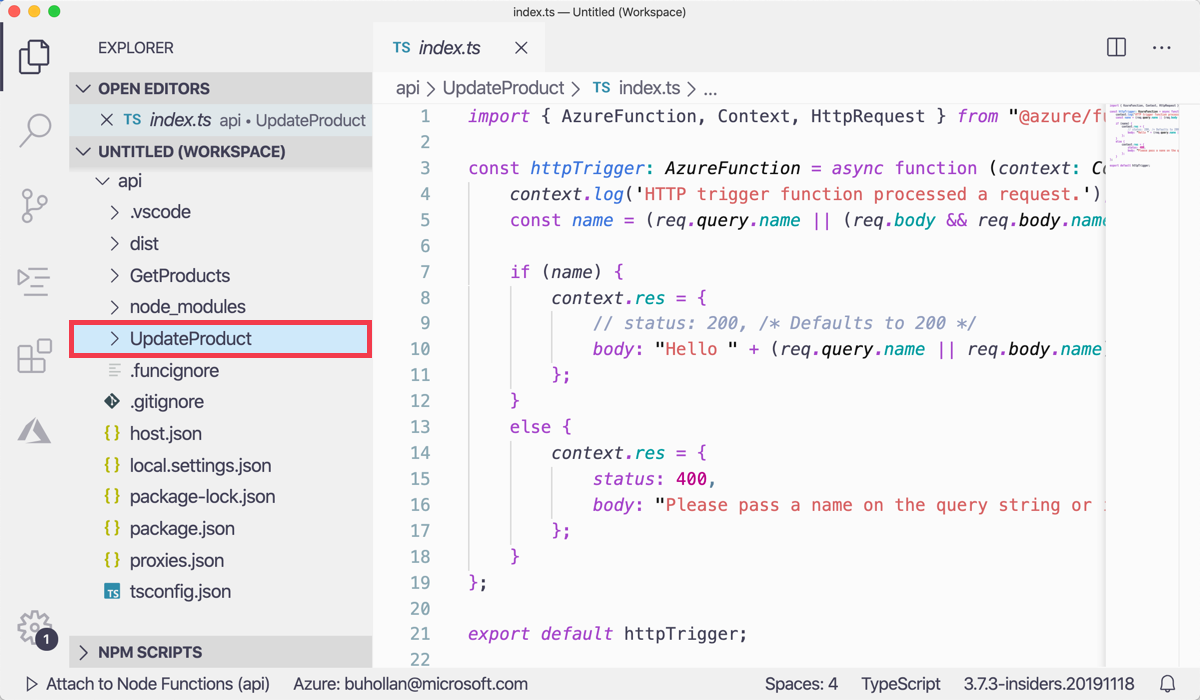 index.ts — Untitled (Workspace)
EXPLORER
OPEN EDITORS
TS index.ts api • UpdateProduct
UNTITLED (WORKSPACE)
api
.vscode
dist
GetProducts
node_modules
UpdateProduct
.funcignore
.gitignore
{} host.json
{} local.settings.json
{} package-lock.json
{} package.json
{} proxies.json
TS tsconfig.json
NPM SCRIPTS
1
TS index.ts
api > UpdateProduct > TS index.ts > ...
1 import { AzureFunction, Context, HttpRequest } from "@azure/fu
2
3 const httpTrigger: AzureFunction = async function (context: Co
4 context.log('HTTP trigger function processed a request.')
5 const name = (req.query.name || (req.body && req.body.name
6
7 if (name) {
8 context.res = {
9 // status: 200, /* Defaults to 200 */
10 body: "Hello " + (req.query.name || req.body.name
11 };
12 }
13 else {
14 context.res = {
15 status: 400,
16 body: "Please pass a name on the query string or
17 };
18 }
19 };
20
21 export default httpTrigger;
22
Attach to Node Functions (api) Azure: buhollan@microsoft.com Spaces: 4 TypeScript 3.7.3-insiders.20191118